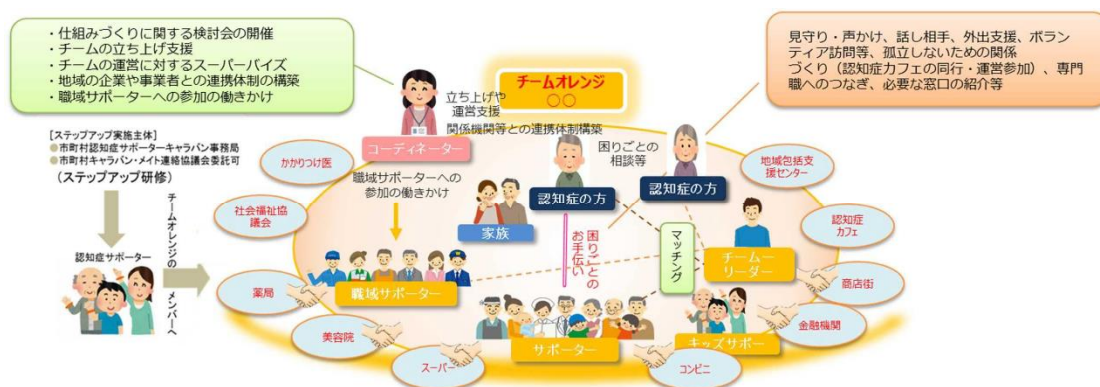 ・仕組みづくりに関する検討会の開催
・チームの立ち上げ支援
・チームの運営に対するスーパーバイズ
・地域の企業や事業者との連携体制の構築
・職域サポーターへの参加の働きかけ
チームオレンジ
○○
見守り・声かけ、話し相手、外出支援、ボラン
ティア訪問等、孤立しないための関係
づくり（認知症カフェの同行・運営参加）、専門
職へのつなぎ、必要な窓口の紹介等
立ち上げや
運営支援
関係機関等との連携体制構築
コーディネーター
職域サポーターへの
参加の働きかけ
困りごとの
相談等
認知症の方
認知症の方
家族
[ステップアップ実施主体]
●市町村認知症サポーターキャラバン事務局
●市町村キャラバン・メイト連絡協議会委託可
(ステップアップ研修)
認知症サポーター
チームオレンジの
メンバーへ
かかりつけ医
社会福祉協
議会
薬局
美容院
スーパー
コンビニ
金融機関
商店街
認知症
カフェ
地域包括支
援センター
職域サポーター
困りごとの
お手伝い
マッチング
チームー
リーダー
サポーター
キッズサポー